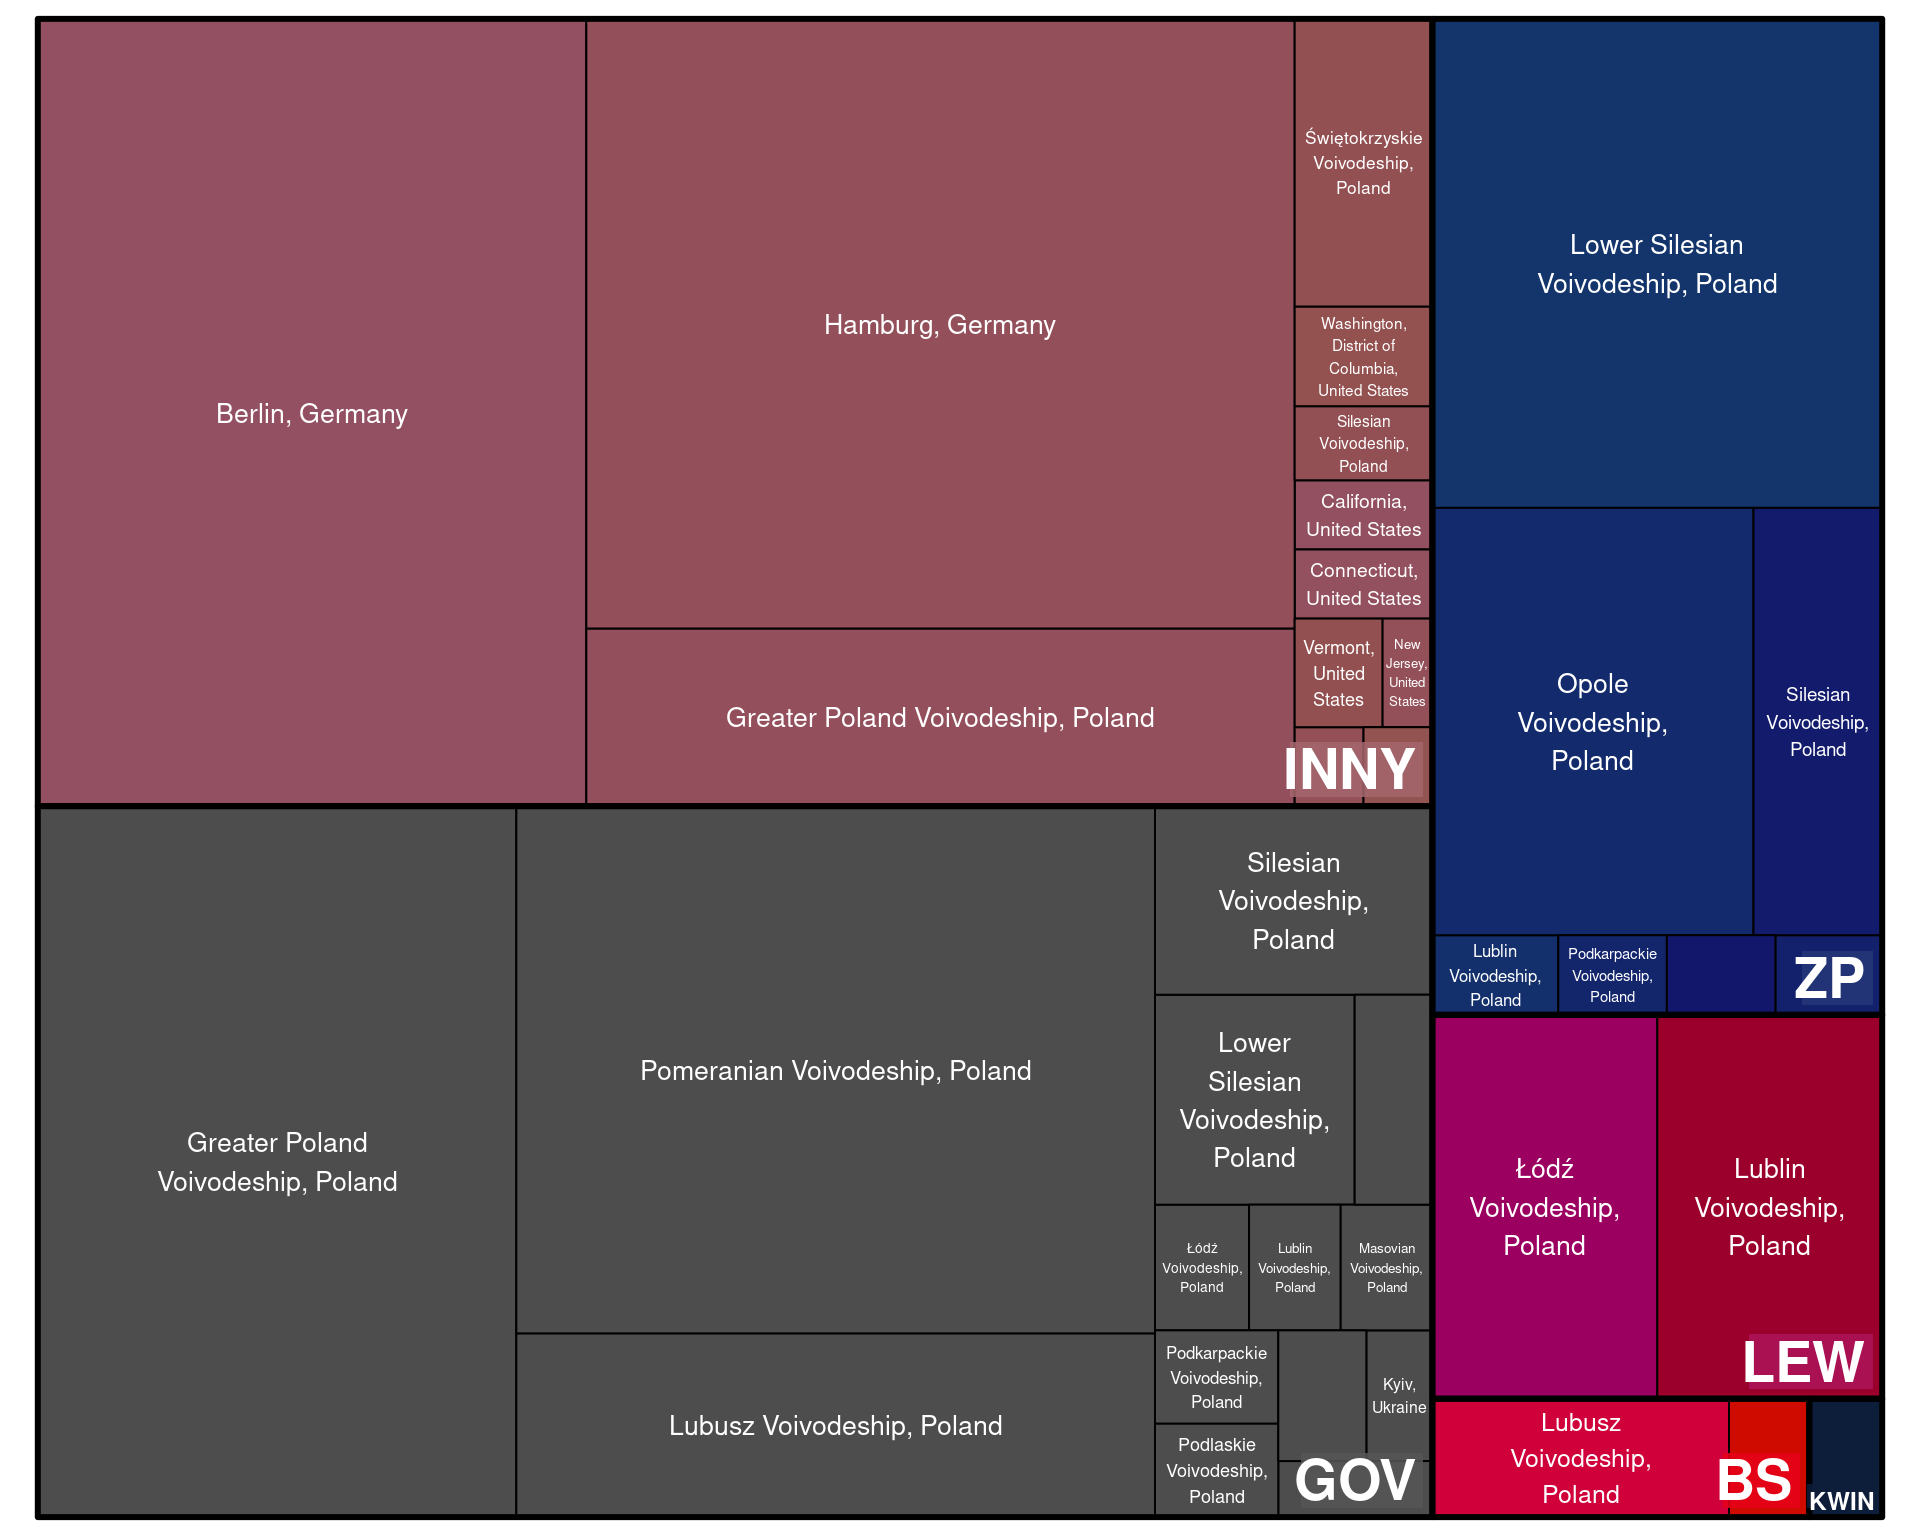 Berlin, Germany
Hamburg, Germany
Greater Poland Voivodeship, Poland
Świętokrzyskie
Voivodeship,
Poland
Washington,
District of
Columbia,
United States
Silesian
Voivodeship,
Poland
California,
United States
Connecticut,
United States
Vermont,
United
States
New
Jersey,
United
States
INNY
Greater Poland
Voivodeship, Poland
Pomeranian Voivodeship, Poland
Lubusz Voivodeship, Poland
Silesian
Voivodeship,
Poland
Lower
Silesian
Voivodeship,
Poland
Łódź
Voivodeship,
Poland
Lublin
Voivodeship,
Poland
Masovian
Voivodeship,
Poland
Podkarpackie
Voivodeship,
Poland
Podlaskie
Voivodeship,
Poland
Kyiv,
Ukraine
GOV
Lower Silesian
Voivodeship, Poland
Opole
Voivodeship,
Poland
Silesian
Voivodeship,
Poland
Lublin
Voivodeship,
Poland
Podkarpackie
Voivodeship,
Poland
ZP
Łódź
Voivodeship,
Poland
Lublin
Voivodeship,
Poland
LEW
Lubusz
Voivodeship,
Poland
BS
KWIN